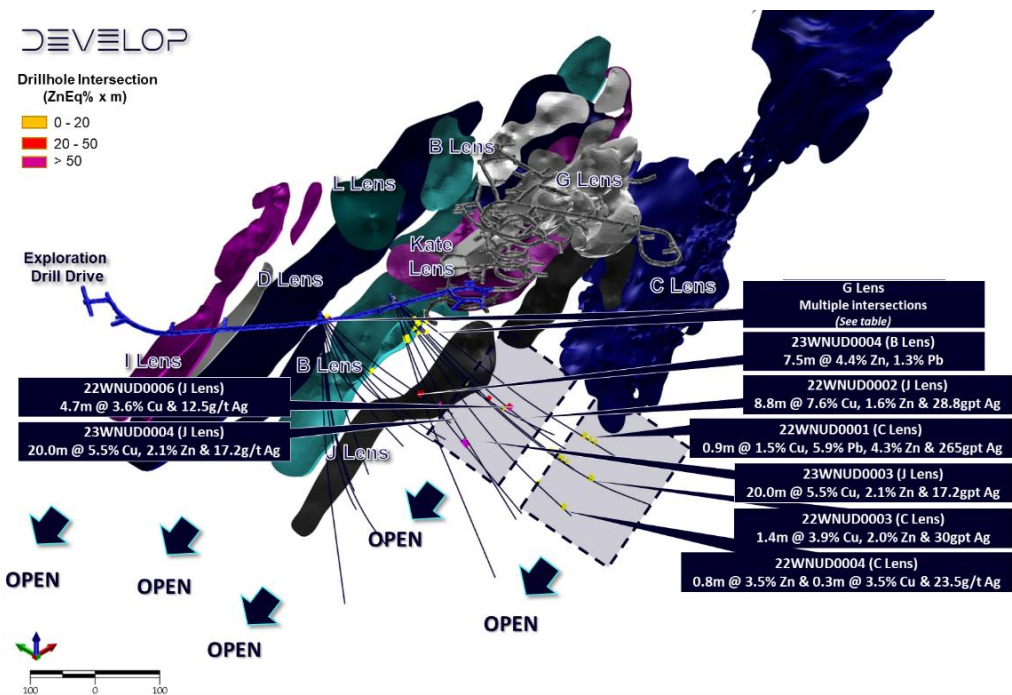 DEVELOP
Drillhole Intersection
(ZnEq% x m)
0 - 20
20 - 50
> 50
B Lens
G Lens
L Lens
Kate
Lens
Exploration
Drill Drive
D Lens
C Lens
I Lens
B Lens
J Lens
G Lens
Multiple intersections
(See table)
23WNUD0004 (B Lens)
7.5m @ 4.4% Zn, 1.3% Pb
22WNUD0006 (J Lens)
4.7m @ 3.6% Cu & 12.5g/t Ag
22WNUD0002 (J Lens)
8.8m @ 7.6% Cu, 1.6% Zn & 28.8gpt Ag
23WNUD0004 (J Lens)
20.0m @ 5.5% Cu, 2.1% Zn & 17.2g/t Ag
22WNUD0001 (C Lens)
0.9m @ 1.5% Cu, 5.9% Pb, 4.3% Zn & 265gpt Ag
23WNUD0003 (J Lens)
20.0m @ 5.5% Cu, 2.1% Zn & 17.2gpt Ag
22WNUD0003 (C Lens)
1.4m @ 3.9% Cu, 2.0% Zn & 30gpt Ag
22WNUD0004 (C Lens)
0.8m @ 3.5% Zn & 0.3m @ 3.5% Cu & 23.5g/t Ag
OPEN
OPEN
OPEN
OPEN
OPEN
100 0 100